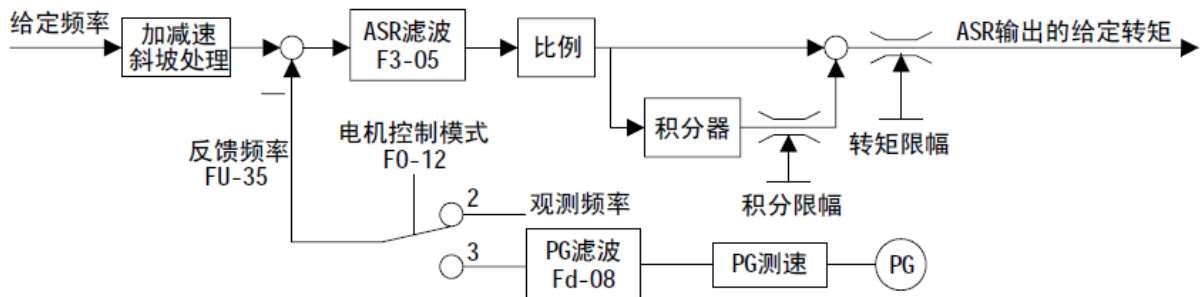 给定频率
加减速
斜坡处理
ASR滤波
F3-05
比例
ASR输出的给定转矩
积分器
转矩限幅
积分限幅
电机控制模式
F0-12
反馈频率
FU-35
2
观测频率
3
PG滤波
Fd-08
PG测速
PG